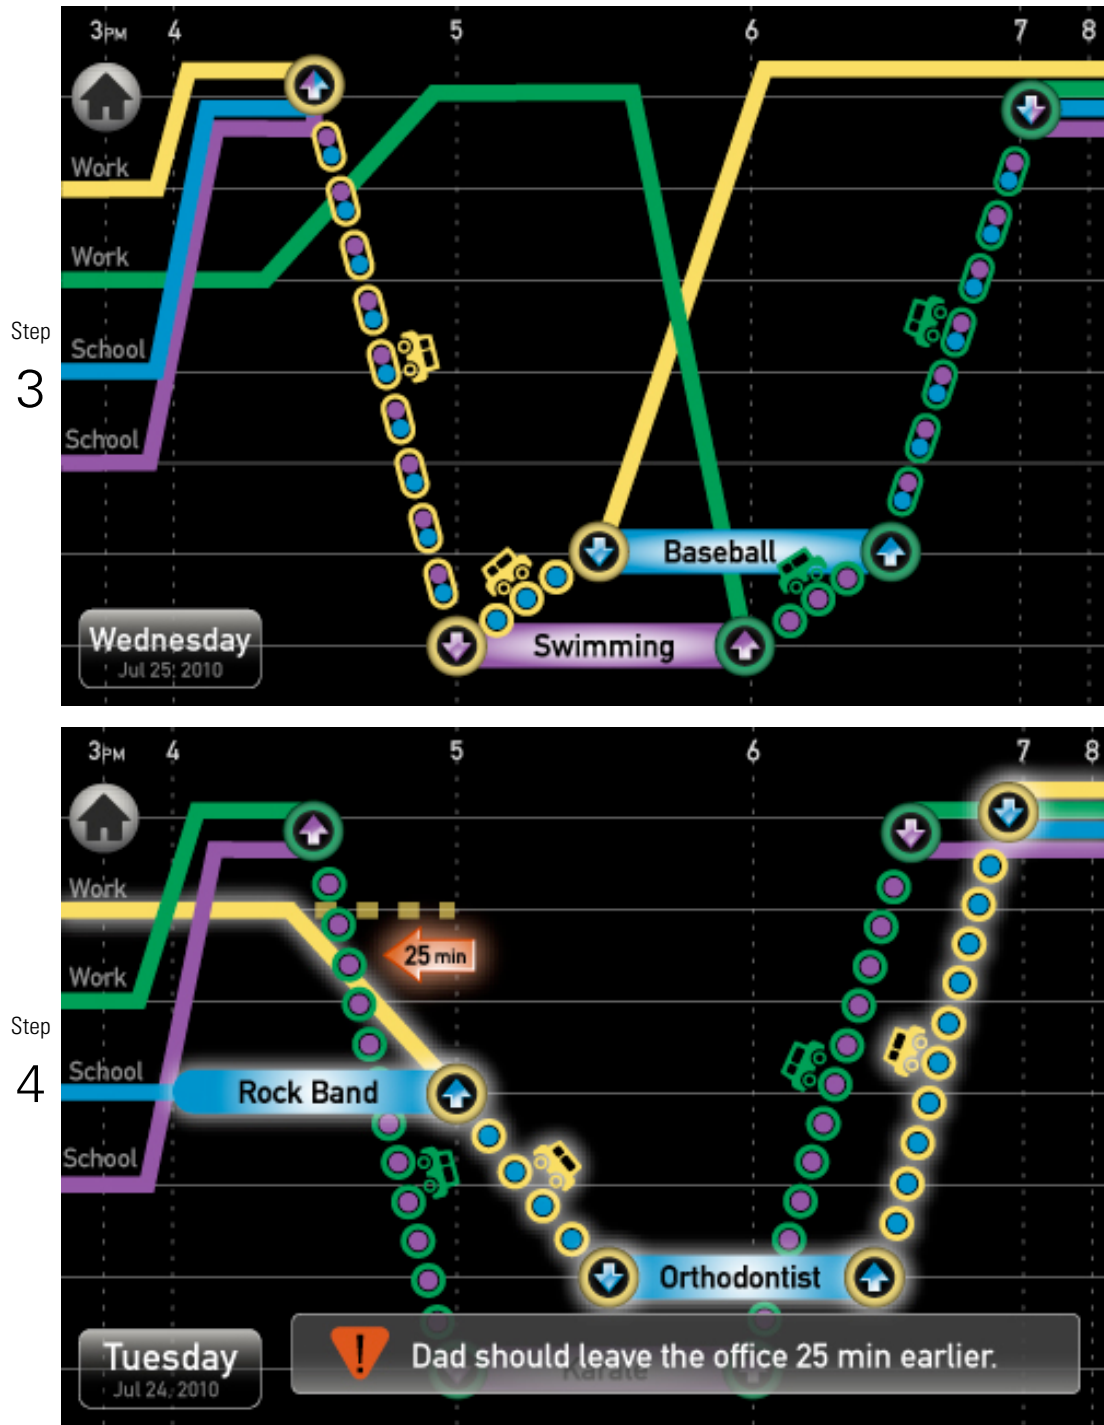 3PM 4 5 6 7 8
Work
Work
Step
3
School
School
Baseball
Swimming
Wednesday
Jul 25, 2010
3PM 4 5 6 7 8
Work
25 min
Work
Step
4
School
Rock Band
School
Orthodontist
Tuesday
Jul 24, 2010
! Dad should leave the office 25 min earlier.
Karate